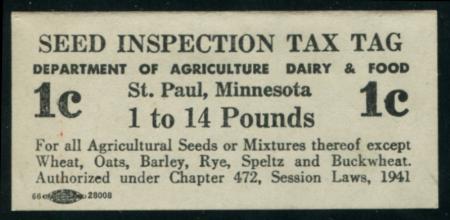 SEED INSPECTION TAX TAG
DEPARTMENT OF AGRICULTURE DAIRY & FOOD
1c St. Paul, Minnesota 1c
1 to 14 Pounds
For all Agricultural Seeds or Mixtures thereof except
Wheat, Oats, Barley, Rye, Speltz and Buckwheat.
Authorized under Chapter 472, Session Laws, 1941
66 28008